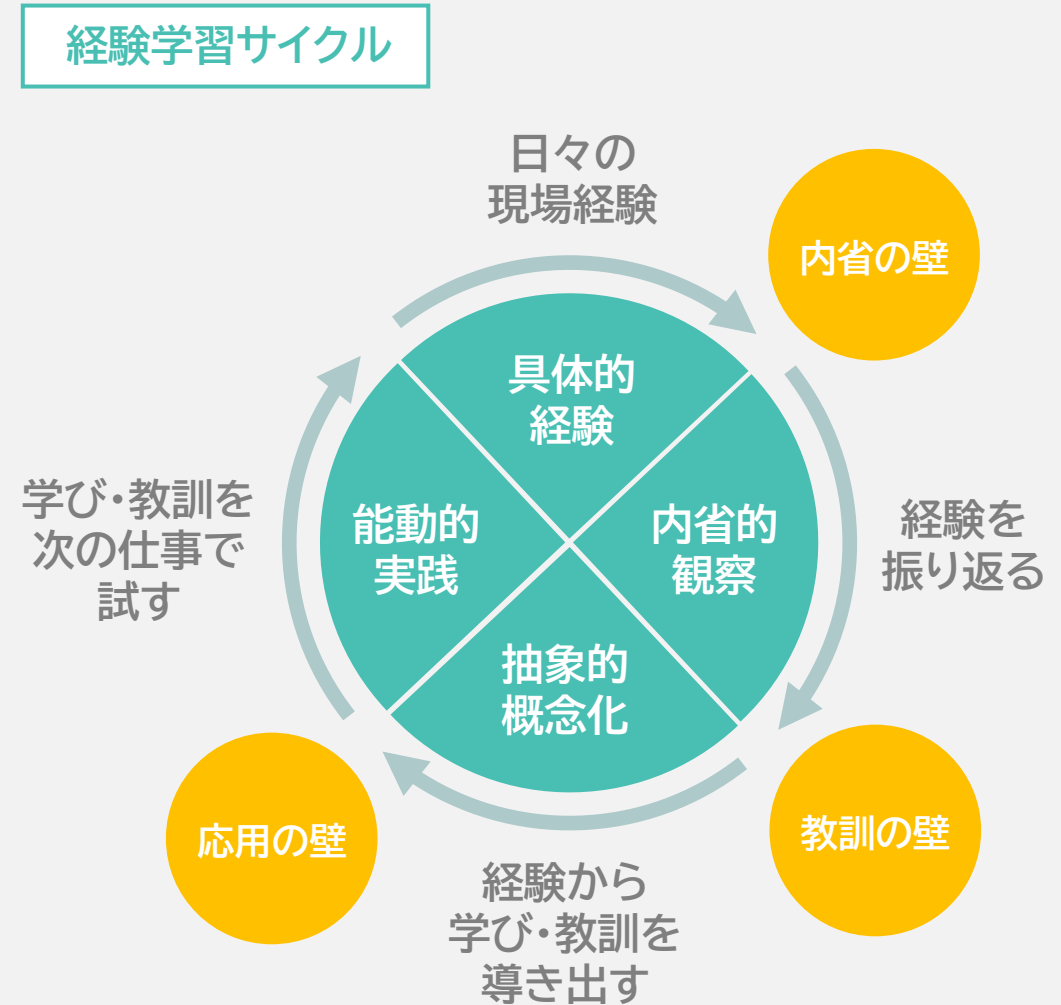 経験学習サイクル
日々の
現場経験
内省の壁
具体的
経験
学び・教訓を
次の仕事で
試す
能動的
実践
内省的
観察
経験を
振り返る
抽象的
概念化
応用の壁
教訓の壁
経験から
学び・教訓を
導き出す